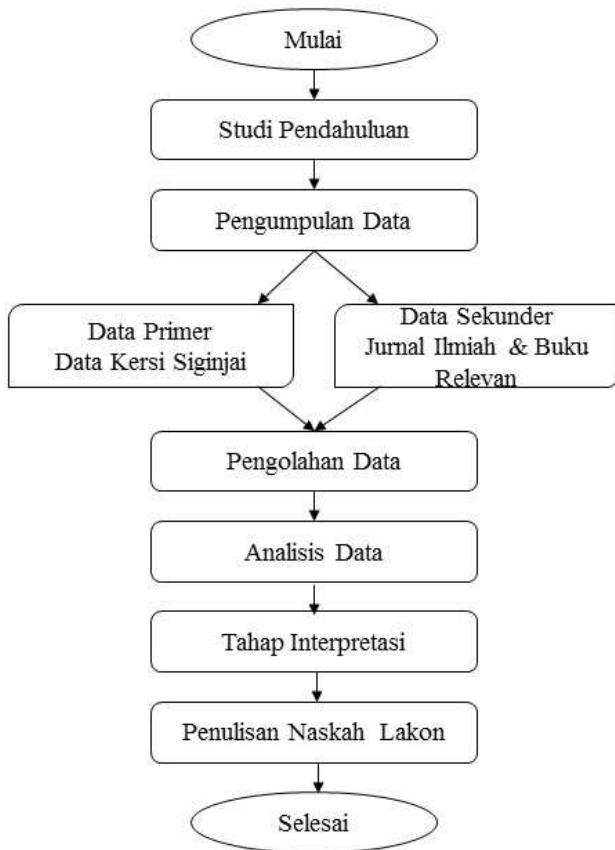 Mulai
Studi Pendahuluan
Pengumpulan Data
Data Primer
Data Kersi Siginjai
Data Sekunder
Jurnal Ilmiah & Buku
Relevan
Pengolahan Data
Analisis Data
Tahap Interpretasi
Penulisan Naskah Lakon
Selesai